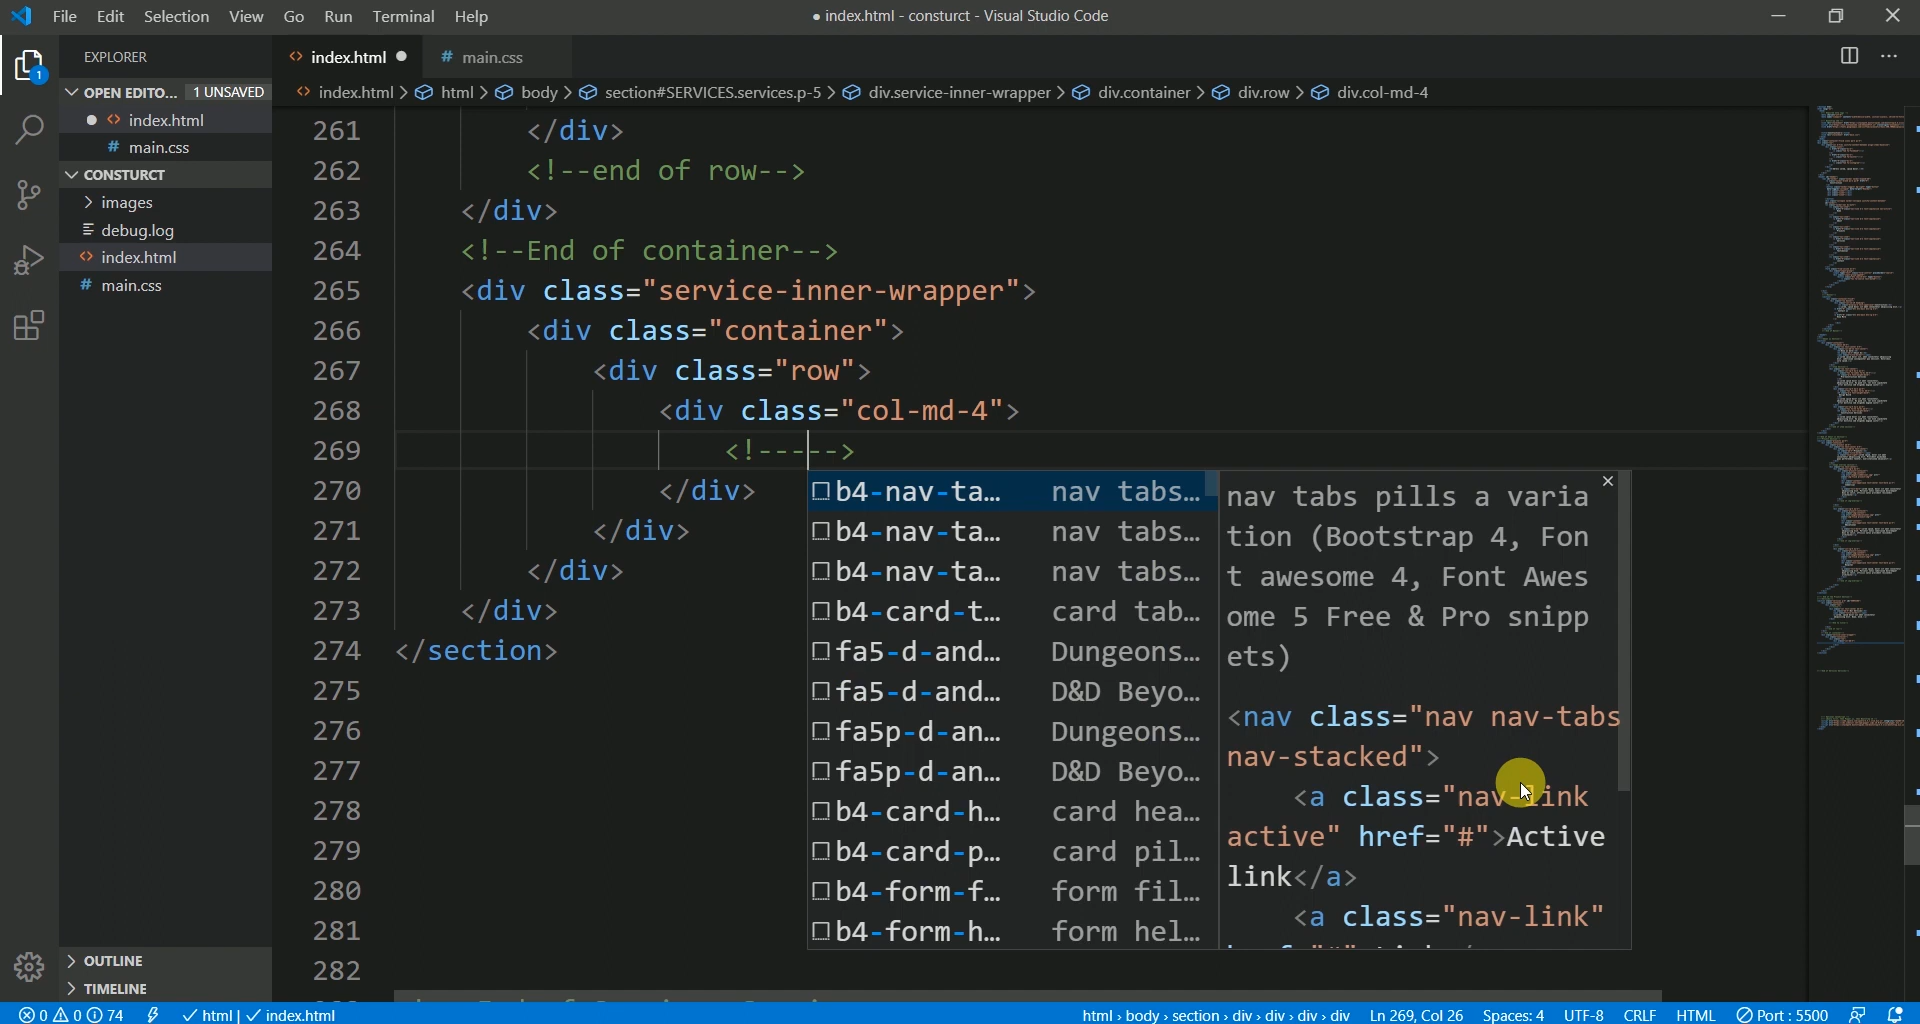 File Edit Selection View Go Run Terminal Help
● index.html - consturct - Visual Studio Code
EXPLORER
<> index.html ●
# main.css
OPEN EDITO... 1 UNSAVED
index.html > html > body > section#SERVICES.services.p-5 > div.service-inner-wrapper > div.container > div.row > div.col-md-4
● <> index.html
# main.css
CONSTURCT
> images
debug.log
<> index.html
# main.css
1
261 </div>
262 <!--end of row-->
263 </div>
264 <!--End of container-->
265 <div class="service-inner-wrapper">
266 <div class="container">
267 <div class="row">
268 <div class="col-md-4">
269 <!------>
270 </div>
271 </div>
272 </div>
273 </div>
274 </section>
275
276
277
278
279
280
281
282
b4-nav-ta... nav tabs...
b4-nav-ta... nav tabs...
b4-nav-ta... nav tabs...
b4-card-t... card tab...
fa5-d-and... Dungeons...
fa5-d-and... D&D Beyo...
fa5p-d-an... Dungeons...
fa5p-d-an... D&D Beyo...
b4-card-h... card hea...
b4-card-p... card pil...
b4-form-f... form fil...
b4-form-h... form hel...
nav tabs pills a varia
tion (Bootstrap 4, Fon
t awesome 4, Font Awes
ome 5 Free & Pro snipp
ets)
<nav class="nav nav-tabs
nav-stacked">
<a class="nav-link
active" href="#">Active
link</a>
<a class="nav-link"
> OUTLINE
> TIMELINE
0 0 74 html | index.html
html > body > section > div > div > div > div Ln 269, Col 26 Spaces: 4 UTF-8 CRLF HTML Port : 5500